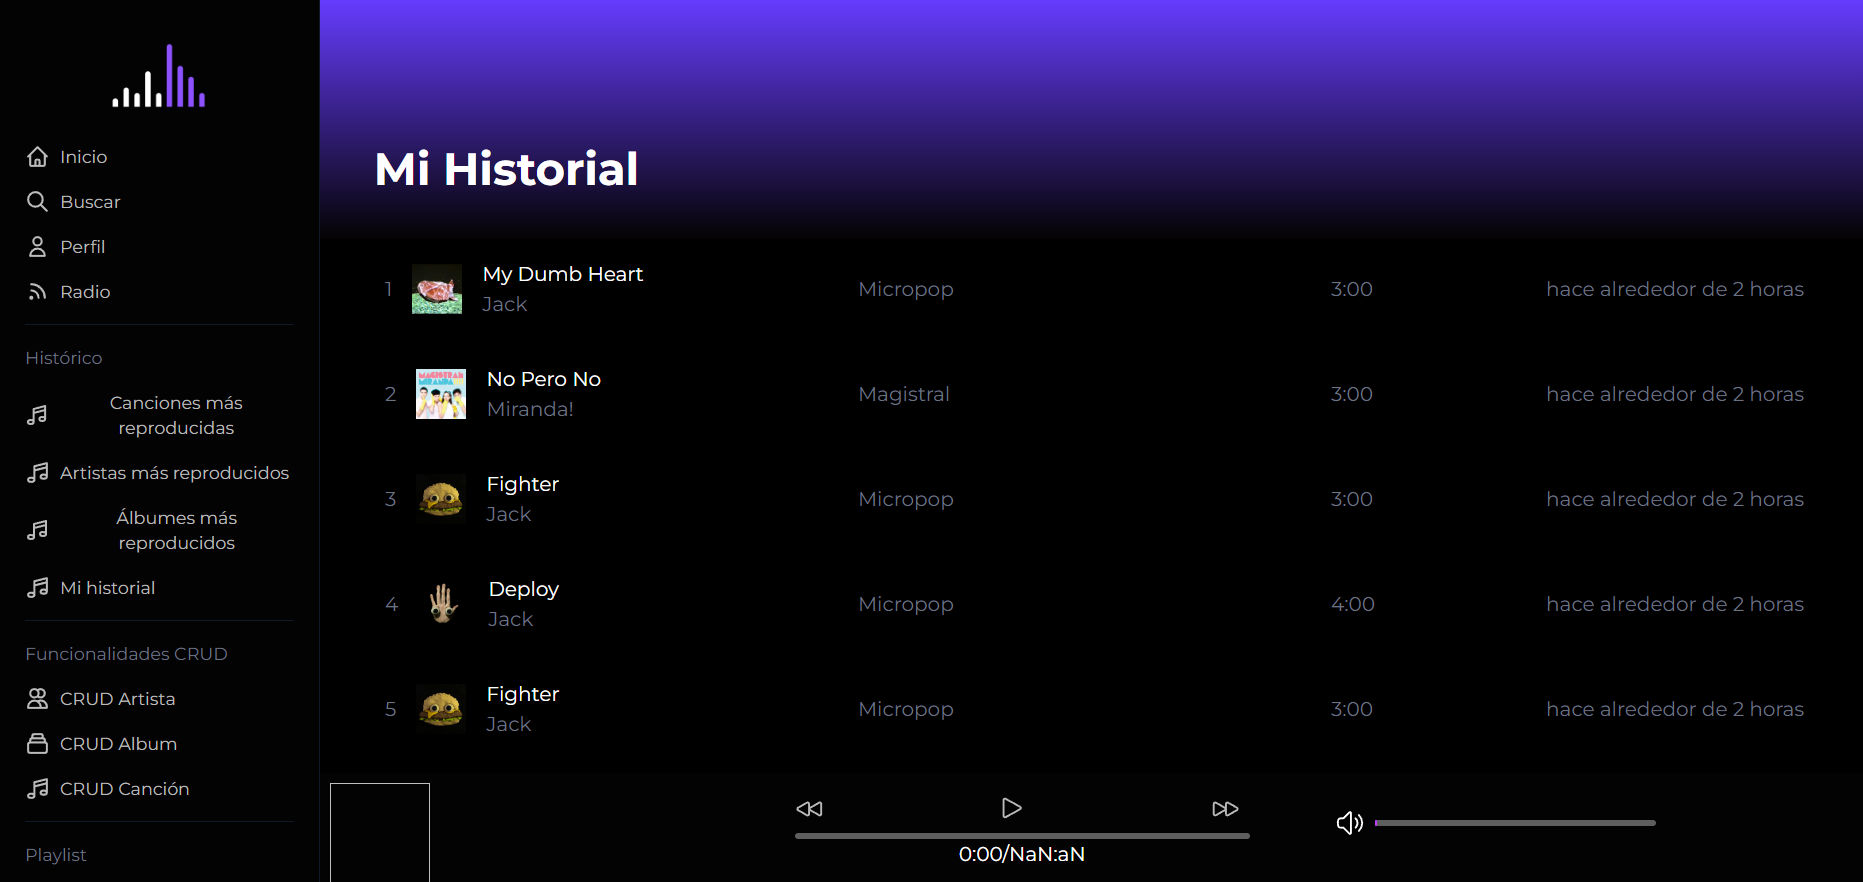 Inicio
Buscar
Perfil
Radio
Histórico
Canciones más
reproducidas
Artistas más reproducidos
Álbumes más
reproducidos
Mi historial
Funcionalidades CRUD
CRUD Artista
CRUD Album
CRUD Canción
Playlist
Mi Historial
1 My Dumb Heart Micropop 3:00 hace alrededor de 2 horas
Jack
2 No Pero No Magistral 3:00 hace alrededor de 2 horas
Miranda!
3 Fighter Micropop 3:00 hace alrededor de 2 horas
Jack
4 Deploy Micropop 4:00 hace alrededor de 2 horas
Jack
5 Fighter Micropop 3:00 hace alrededor de 2 horas
Jack
0:00/NaN:aN